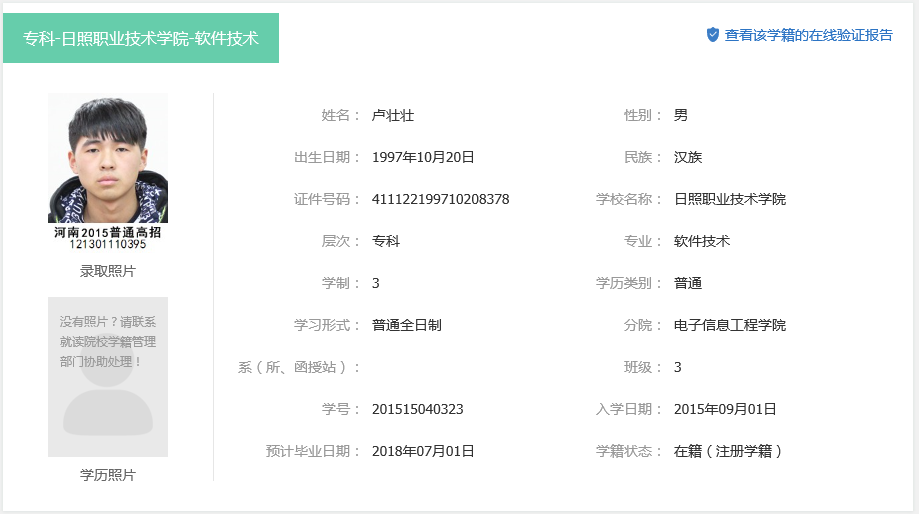 专科-日照职业技术学院-软件技术
查看该学籍的在线验证报告
河南2015普通高招
121301110395
录取照片
没有照片？请联系
就读院校学籍管理
部门协助处理！
学历照片
姓名： 卢壮壮 性别： 男
出生日期： 1997年10月20日 民族： 汉族
证件号码： 411122199710208378 学校名称： 日照职业技术学院
层次： 专科 专业： 软件技术
学制： 3 学历类别： 普通
学习形式： 普通全日制 分院： 电子信息工程学院
系（所、函授站）： 班级： 3
学号： 201515040323 入学日期： 2015年09月01日
预计毕业日期： 2018年07月01日 学籍状态： 在籍（注册学籍）